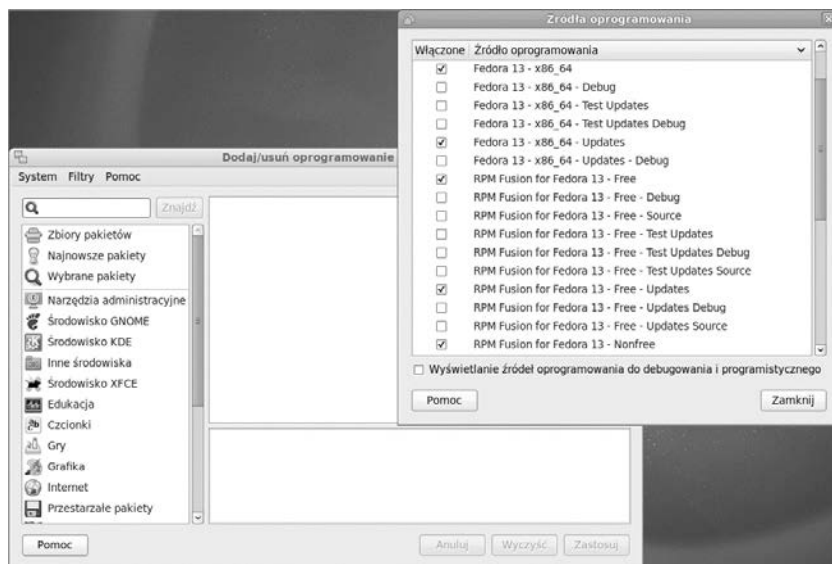 Źródła oprogramowania
Włączone Źródło oprogramowania
Fedora 13 - x86_64
Fedora 13 - x86_64 - Debug
Fedora 13 - x86_64 - Test Updates
Fedora 13 - x86_64 - Test Updates Debug
Fedora 13 - x86_64 - Updates
Fedora 13 - x86_64 - Updates - Debug
RPM Fusion for Fedora 13 - Free
RPM Fusion for Fedora 13 - Free - Debug
RPM Fusion for Fedora 13 - Free - Source
RPM Fusion for Fedora 13 - Free - Test Updates
RPM Fusion for Fedora 13 - Free - Test Updates Debug
RPM Fusion for Fedora 13 - Free - Test Updates Source
RPM Fusion for Fedora 13 - Free - Updates
RPM Fusion for Fedora 13 - Free - Updates Debug
RPM Fusion for Fedora 13 - Free - Updates Source
RPM Fusion for Fedora 13 - Nonfree
Wyświetlanie źródeł oprogramowania do debugowania i programistycznego
Pomoc Zamknij
Dodaj/usuń oprogramowanie
System Filtry Pomoc
Znajdź
Zbiory pakietów
Najnowsze pakiety
Wybrane pakiety
Narzędzia administracyjne
Środowisko GNOME
Środowisko KDE
Inne środowiska
Środowisko XFCE
Edukacja
Czcionki
Gry
Grafika
Internet
Przestarzałe pakiety
Pomoc Anuluj Wyczyść Zastosuj